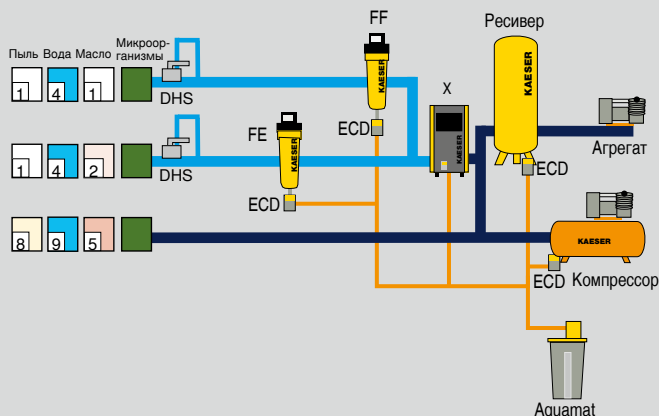 FF
Ресивер
Микроор-
Пыль Вода Масло ганизмы
KAESER
KAESER
X
1 4 1
DHS
ECD
FE
KAESER
KAESER
Агрегат
1 4 2
DHS
ECD
ECD
8 9 5
KAESER
ECD Компрессор
Aquamat